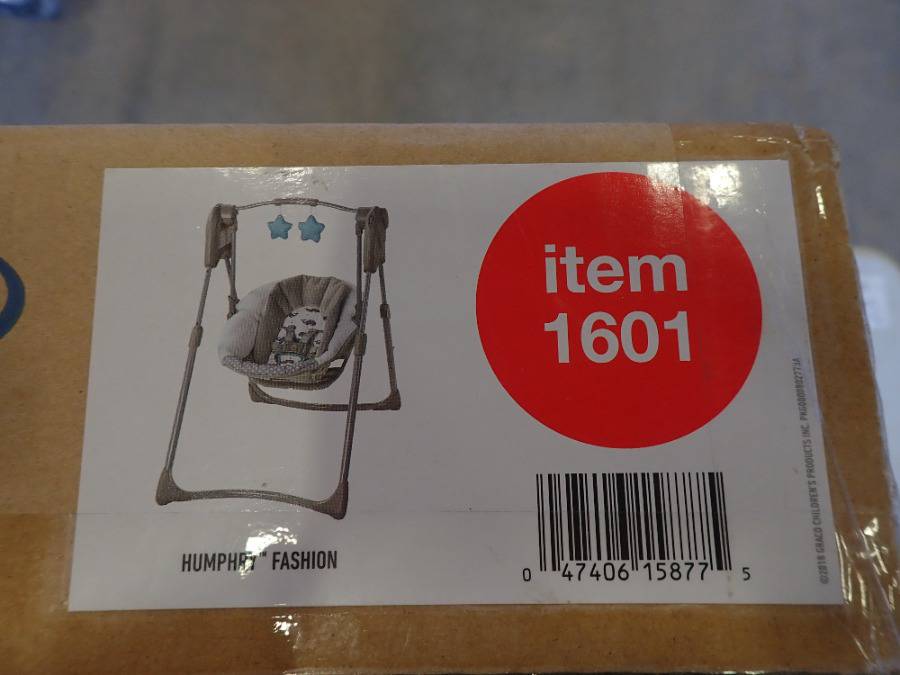 item
1601
HUMPHRY™ FASHION
0 47406 15877 5
©2018 GRACO CHILDREN'S PRODUCTS INC.